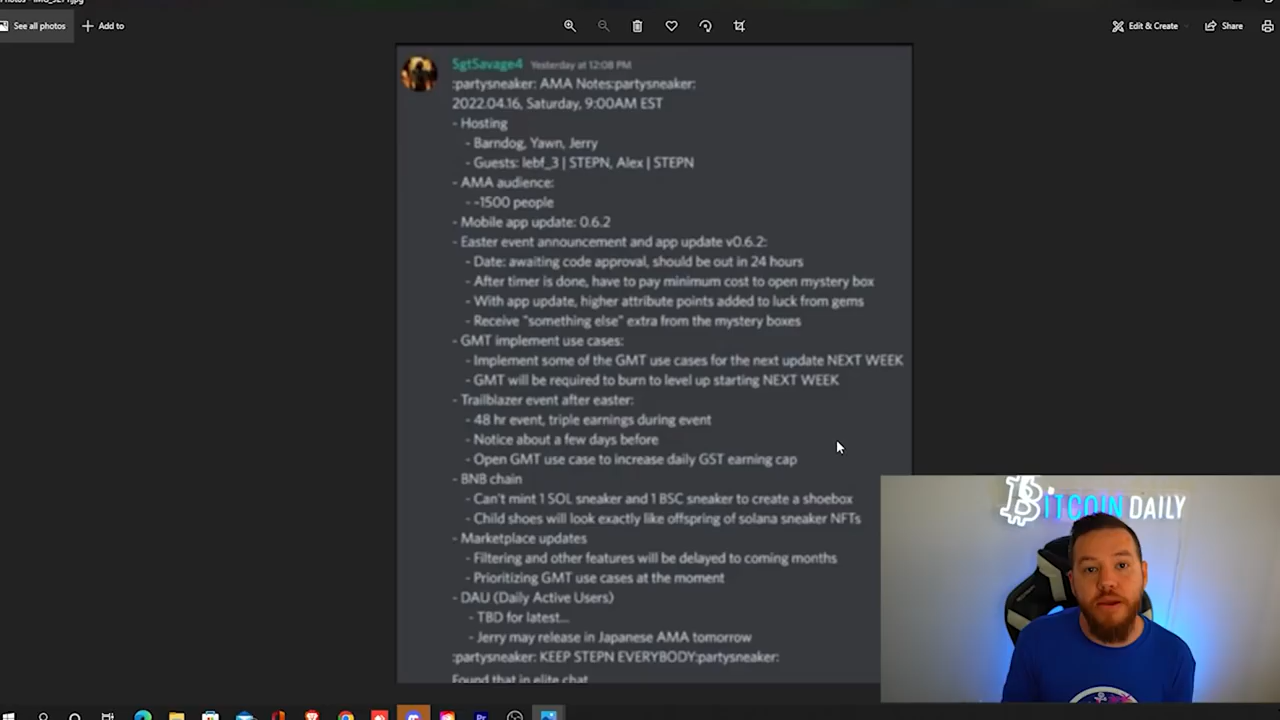 See all photos
Add to
Edit & Create
Share
SgtSavage4 Yesterday at 12:08 PM
:partysneaker: AMA Notes:partysneaker:
2022.04.16, Saturday, 9:00AM EST
- Hosting
- Barndog, Yawn, Jerry
- Guests: lebf_3 | STEPN, Alex | STEPN
- AMA audience:
- ~1500 people
- Mobile app update: 0.6.2
- Easter event announcement and app update v0.6.2:
- Date: awaiting code approval, should be out in 24 hours
- After timer is done, have to pay minimum cost to open mystery box
- With app update, higher attribute points added to luck from gems
- Receive "something else" extra from the mystery boxes
- GMT implement use cases:
- Implement some of the GMT use cases for the next update NEXT WEEK
- GMT will be required to burn to level up starting NEXT WEEK
- Trailblazer event after easter:
- 48 hr event, triple earnings during event
- Notice about a few days before
- Open GMT use case to increase daily GST earning cap
- BNB chain
- Can't mint 1 SOL sneaker and 1 BSC sneaker to create a shoebox
- Child shoes will look exactly like offspring of solana sneaker NFTs
- Marketplace updates
- Filtering and other features will be delayed to coming months
- Prioritizing GMT use cases at the moment
- DAU (Daily Active Users)
- TBD for latest...
- Jerry may release in Japanese AMA tomorrow
:partysneaker: KEEP STEPN EVERYBODY:partysneaker:
Found that in elite chat
BITCOIN DAILY